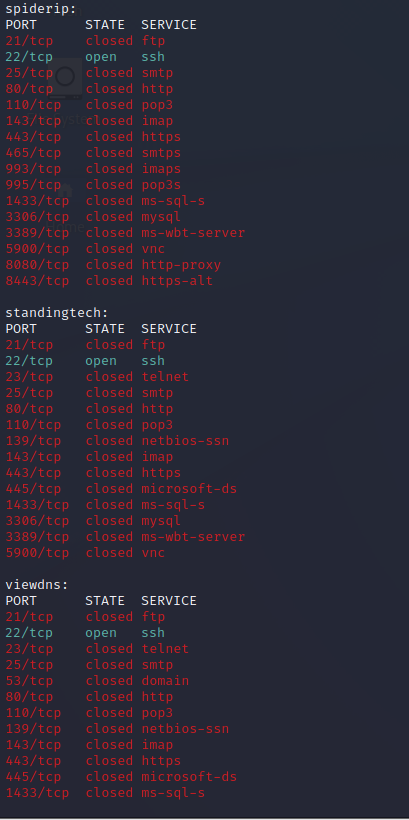 spiderip:
PORT STATE SERVICE
21/tcp closed ftp
22/tcp open ssh
25/tcp closed smtp
80/tcp closed http
110/tcp closed pop3
143/tcp closed imap
443/tcp closed https
465/tcp closed smtps
993/tcp closed imaps
995/tcp closed pop3s
1433/tcp closed ms-sql-s
3306/tcp closed mysql
3389/tcp closed ms-wbt-server
5900/tcp closed vnc
8080/tcp closed http-proxy
8443/tcp closed https-alt

standingtech:
PORT STATE SERVICE
21/tcp closed ftp
22/tcp open ssh
23/tcp closed telnet
25/tcp closed smtp
80/tcp closed http
110/tcp closed pop3
139/tcp closed netbios-ssn
143/tcp closed imap
443/tcp closed https
445/tcp closed microsoft-ds
1433/tcp closed ms-sql-s
3306/tcp closed mysql
3389/tcp closed ms-wbt-server
5900/tcp closed vnc

viewdns:
PORT STATE SERVICE
21/tcp closed ftp
22/tcp open ssh
23/tcp closed telnet
25/tcp closed smtp
53/tcp closed domain
80/tcp closed http
110/tcp closed pop3
139/tcp closed netbios-ssn
143/tcp closed imap
443/tcp closed https
445/tcp closed microsoft-ds
1433/tcp closed ms-sql-s